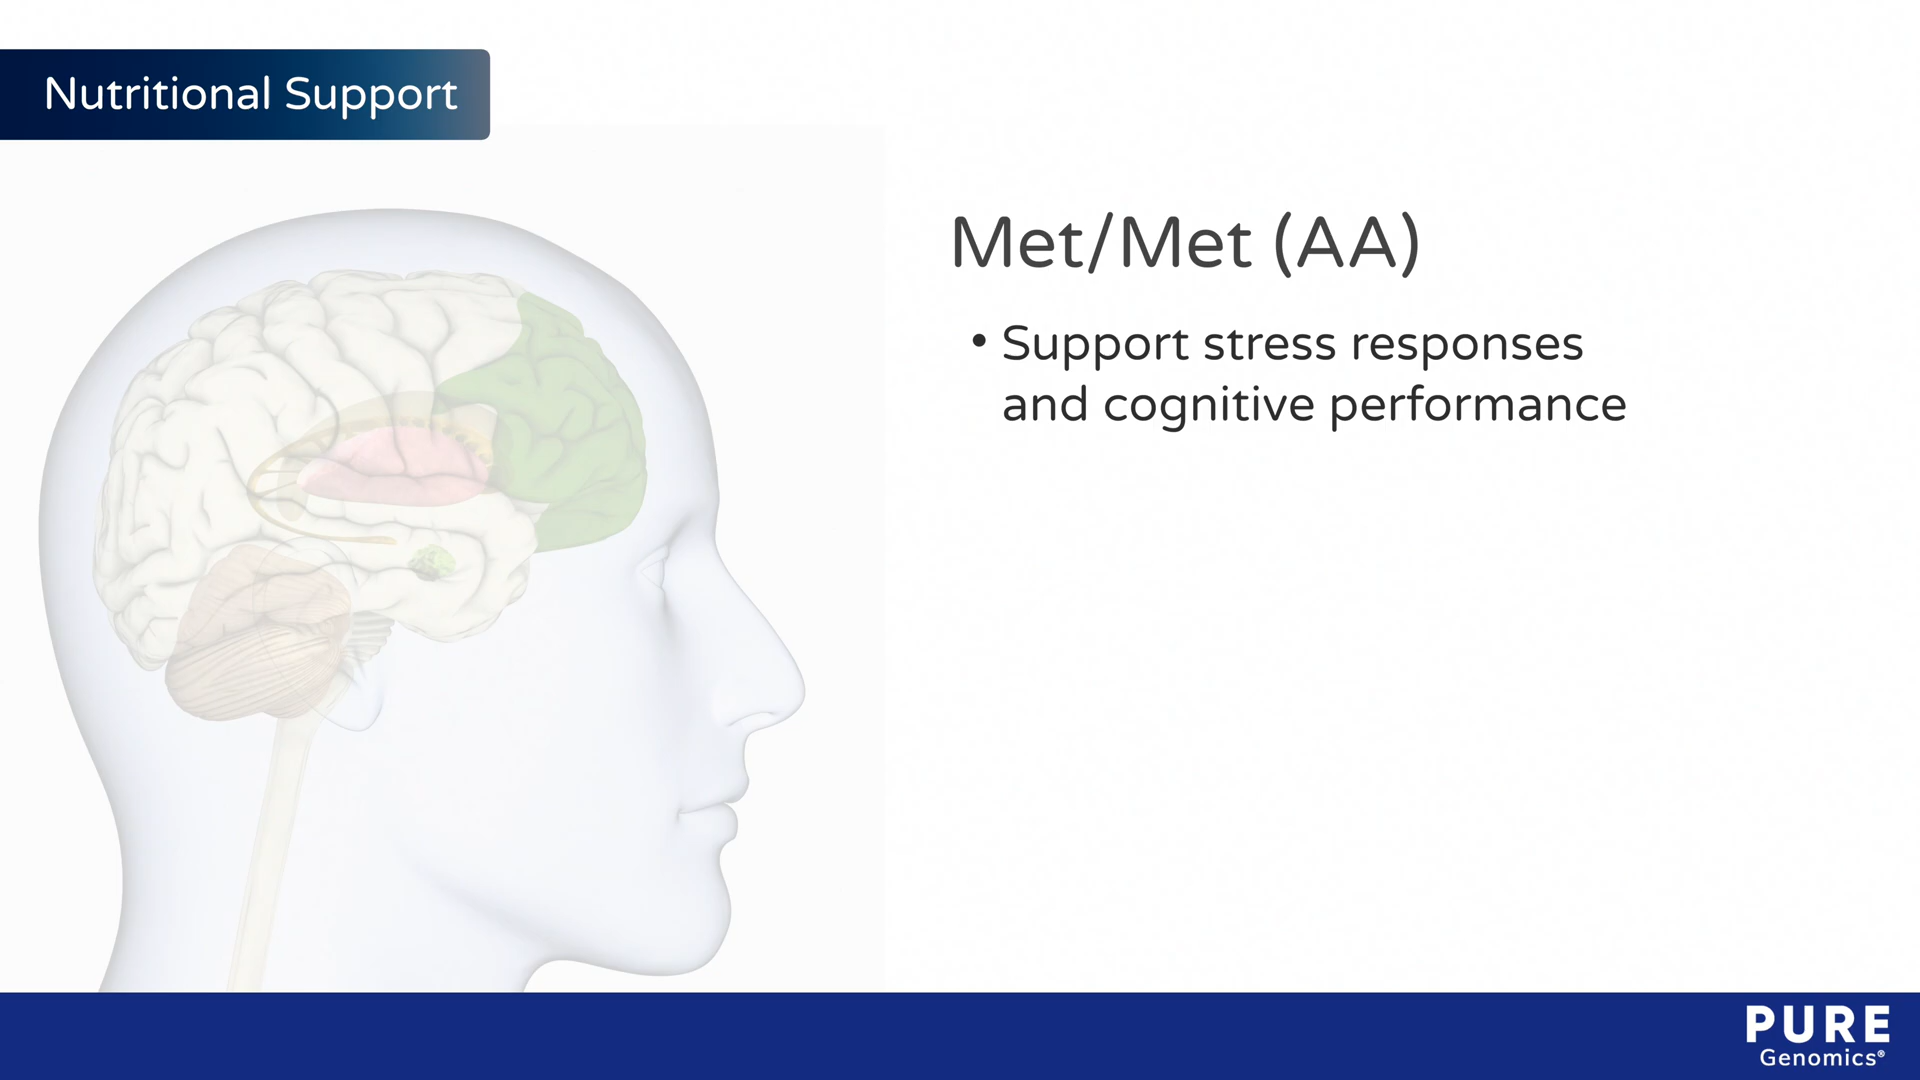 Nutritional Support
Met/Met (AA)
• Support stress responses
and cognitive performance
PURE
Genomics®